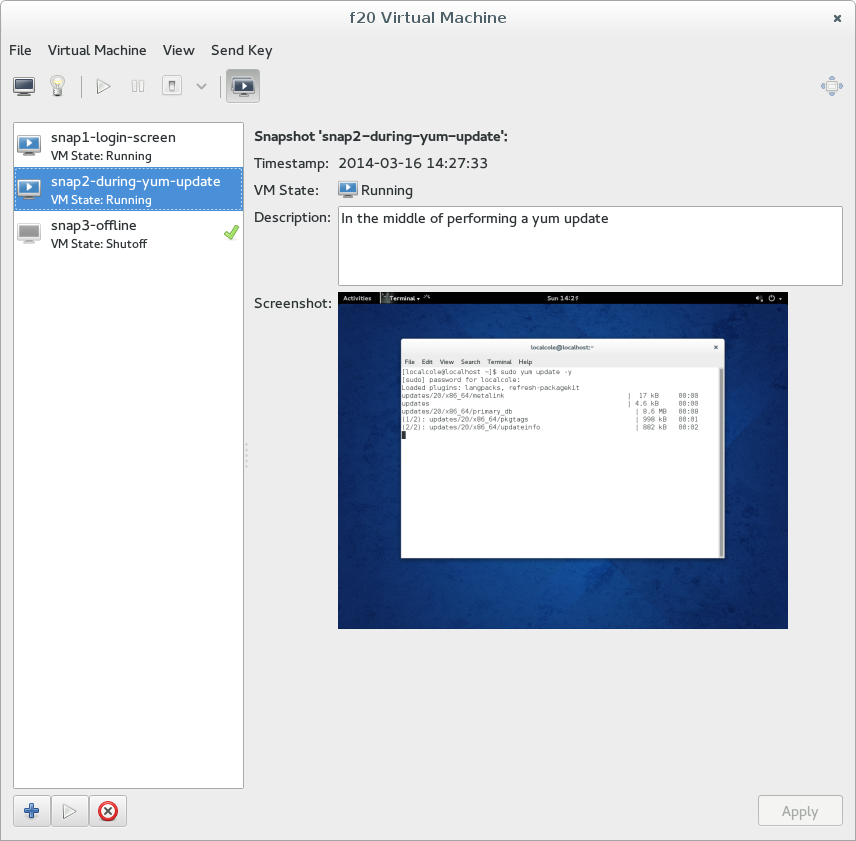 f20 Virtual Machine
File Virtual Machine View Send Key
snap1-login-screen
VM State: Running
snap2-during-yum-update
VM State: Running
snap3-offline
VM State: Shutoff
Snapshot 'snap2-during-yum-update':
Timestamp: 2014-03-16 14:27:33
VM State: Running
Description: In the middle of performing a yum update
Screenshot:
Activities Terminal Sun 14:27
localcole@localhost:~
File Edit View Search Terminal Help
[localcole@localhost ~]$ sudo yum update -y
[sudo] password for localcole:
Loaded plugins: langpacks, refresh-packagekit
updates/20/x86_64/metalink | 17 kB 00:00
updates | 4.6 kB 00:00
updates/20/x86_64/primary_db | 8.6 MB 00:00
(1/2): updates/20/x86_64/pkgtags | 998 kB 00:01
(2/2): updates/20/x86_64/updateinfo | 882 kB 00:02
Apply